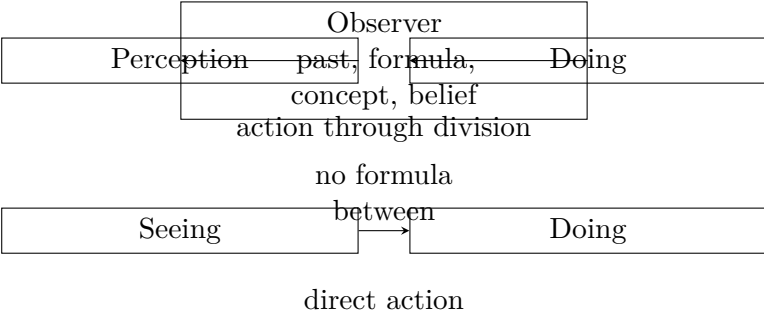 Observer
Perception
past, formula,
Doing
concept, belief
action through division
no formula
between
Seeing
Doing
direct action